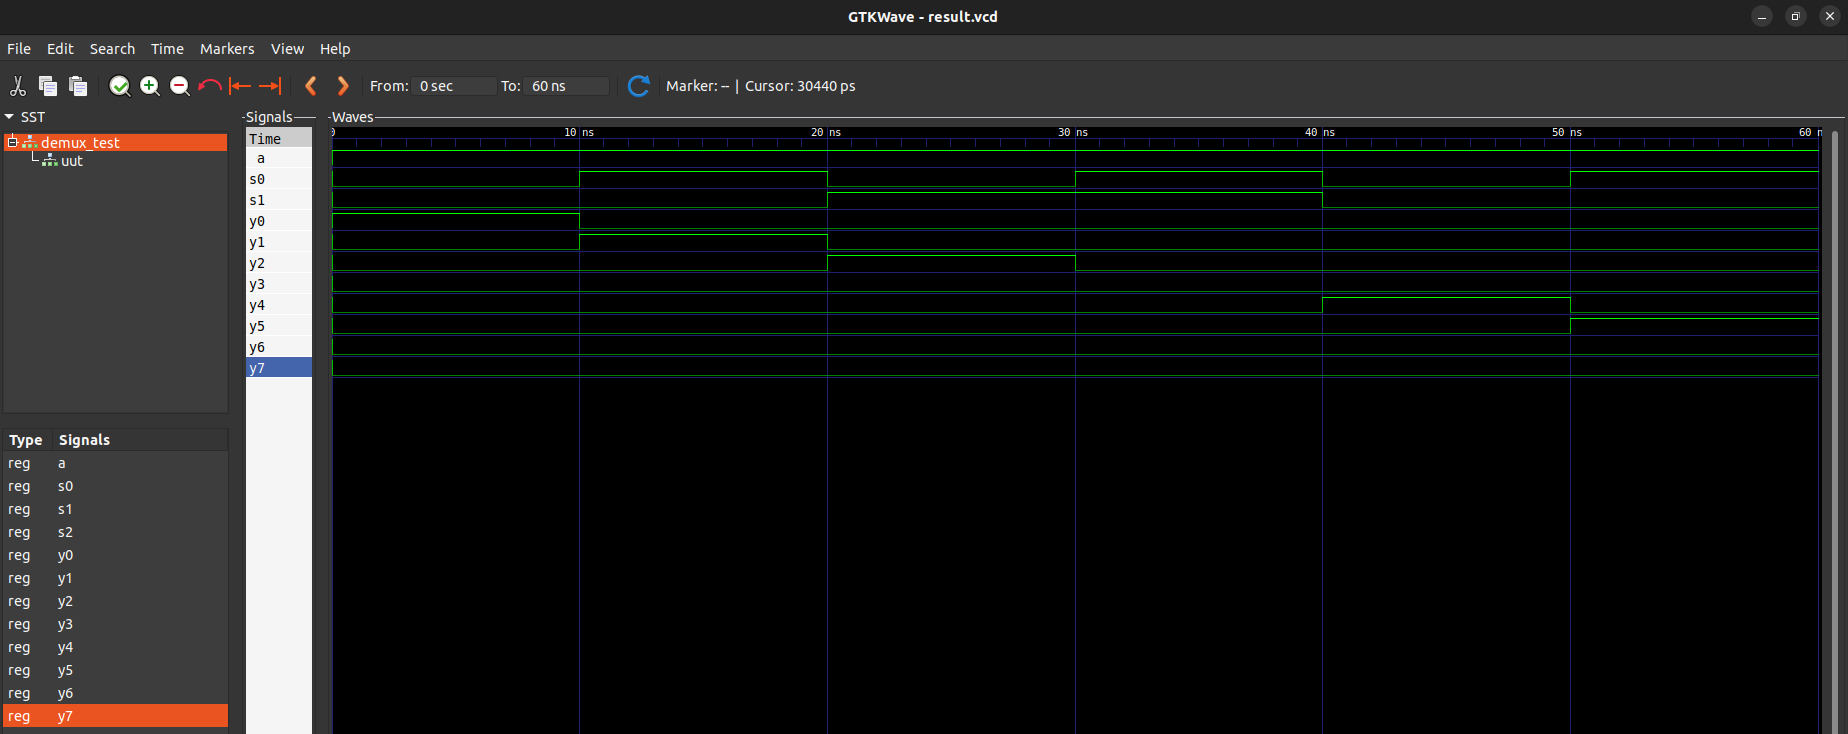 GTKWave - result.vcd
File Edit Search Time Markers View Help
From: 0 sec To: 60 ns Marker: -- | Cursor: 30440 ps
SST
demux_test
uut
Type Signals
reg a
reg s0
reg s1
reg s2
reg y0
reg y1
reg y2
reg y3
reg y4
reg y5
reg y6
reg y7
Signals
Time
a
s0
s1
y0
y1
y2
y3
y4
y5
y6
y7
Waves
0 10 ns 20 ns 30 ns 40 ns 50 ns 60 n